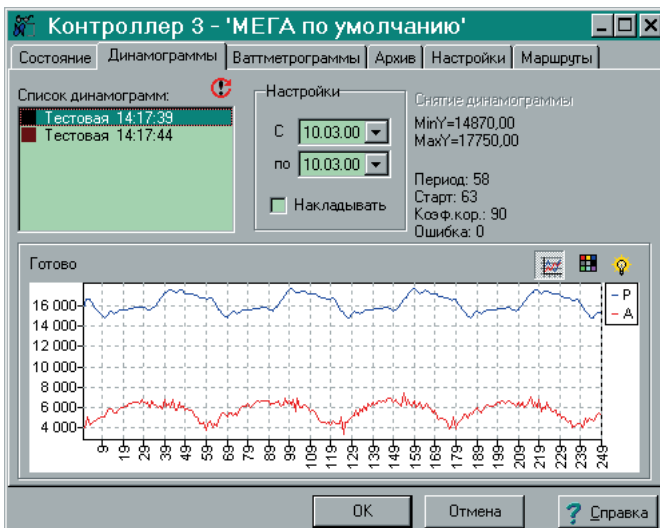 Контроллер 3 - 'МЕГА по умолчанию'
Состояние Динамограммы Ваттметрограммы Архив Настройки Маршруты
Список динамограмм:
Тестовая 14:17:39
Тестовая 14:17:44
Настройки
С 10.03.00
по 10.03.00
Накладывать
Снятие динамограммы
MinY=14870,00
MaxY=17750,00
Период: 58
Старт: 63
Коэф.кор.: 90
Ошибка: 0
Готово
16 000
14 000
12 000
10 000
8 000
6 000
4 000
P
A
9 19 29 39 49 59 69 79 89 99 109 119 129 139 149 159 169 179 189 199 209 219 229 239 249
OK Отмена ? Справка